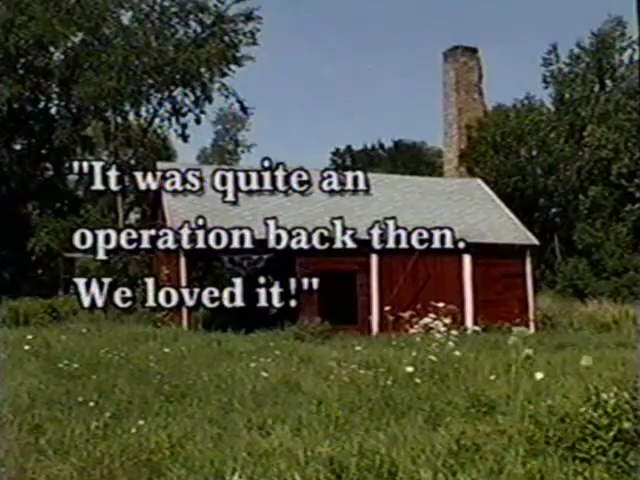 "It was quite an
operation back then.
We loved it!"